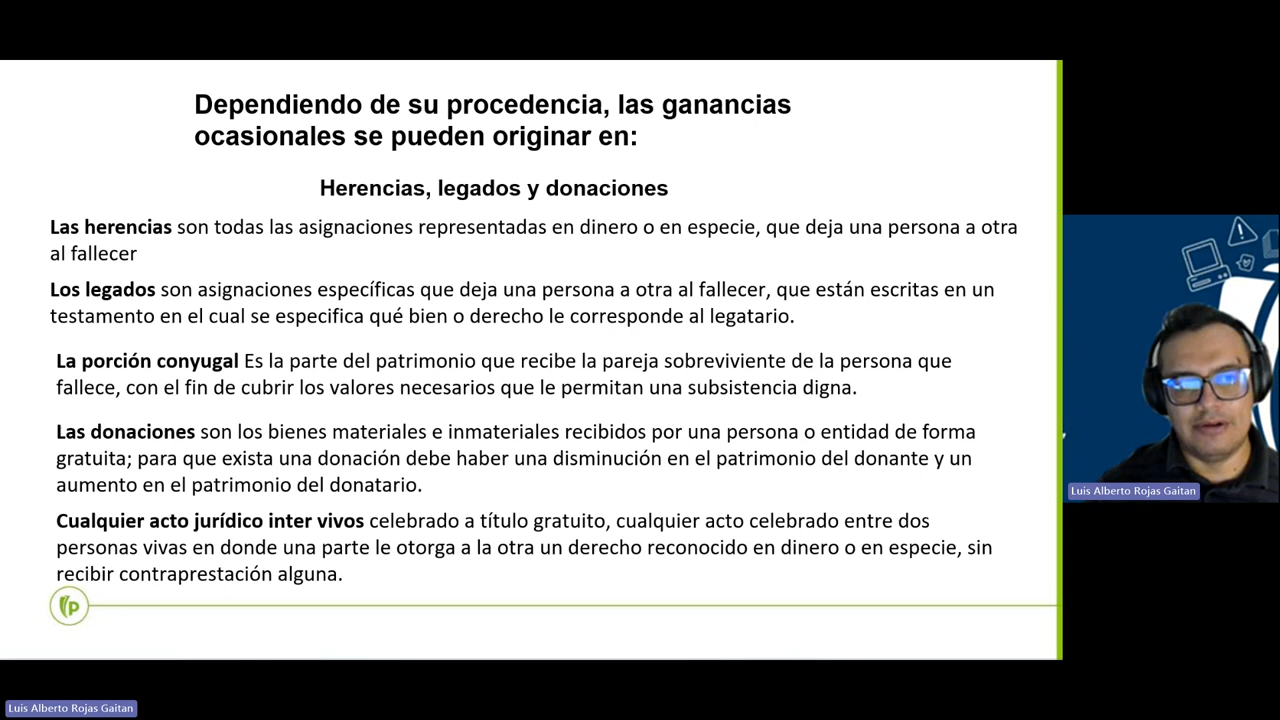 Dependiendo de su procedencia, las ganancias
ocasionales se pueden originar en:
Herencias, legados y donaciones
Las herencias son todas las asignaciones representadas en dinero o en especie, que deja una persona a otra
al fallecer
Los legados son asignaciones específicas que deja una persona a otra al fallecer, que están escritas en un
testamento en el cual se especifica qué bien o derecho le corresponde al legatario.
La porción conyugal Es la parte del patrimonio que recibe la pareja sobreviviente de la persona que
fallece, con el fin de cubrir los valores necesarios que le permitan una subsistencia digna.
Las donaciones son los bienes materiales e inmateriales recibidos por una persona o entidad de forma
gratuita; para que exista una donación debe haber una disminución en el patrimonio del donante y un
aumento en el patrimonio del donatario.
Cualquier acto jurídico inter vivos celebrado a título gratuito, cualquier acto celebrado entre dos
personas vivas en donde una parte le otorga a la otra un derecho reconocido en dinero o en especie, sin
recibir contraprestación alguna.
P
Luis Alberto Rojas Gaitan
Luis Alberto Rojas Gaitan